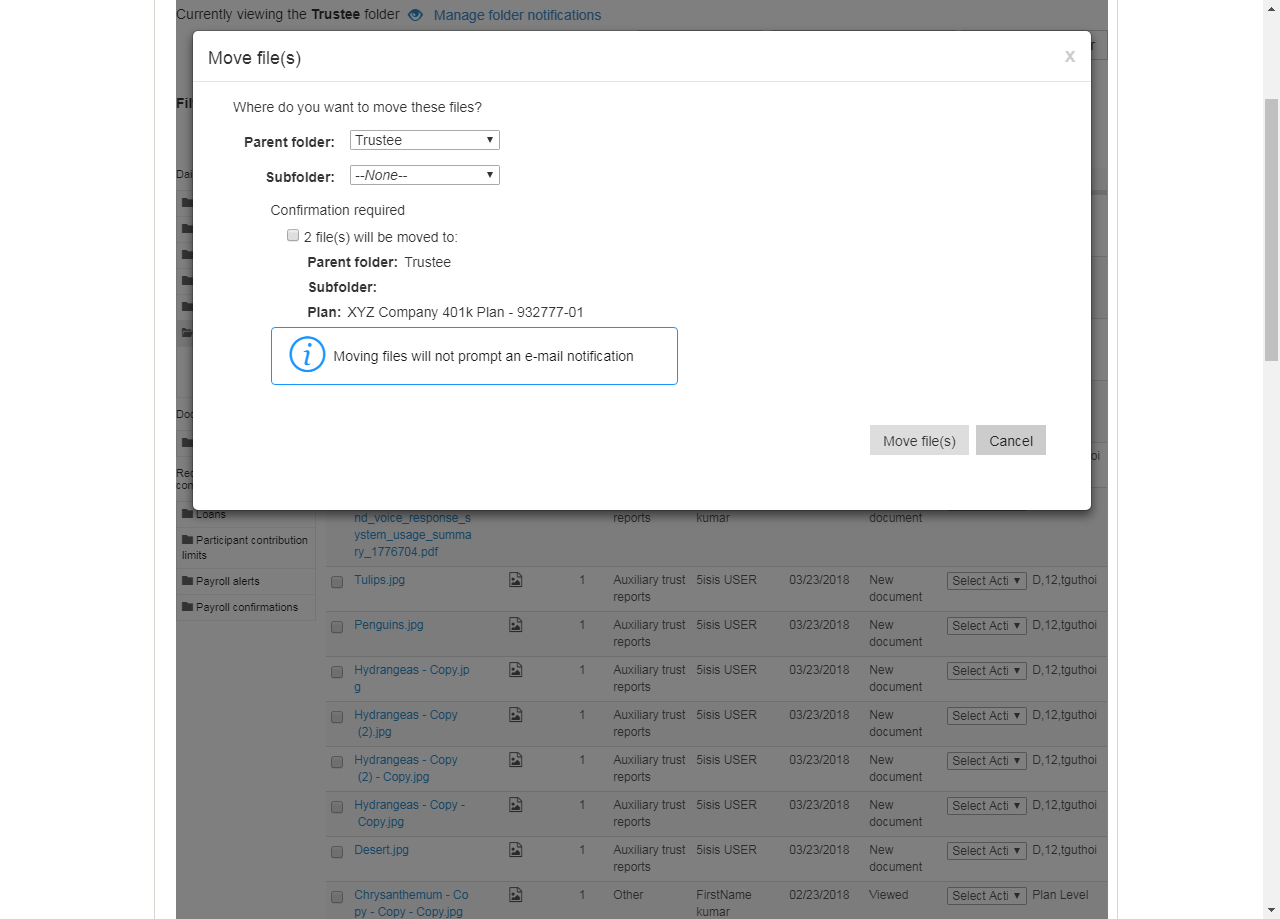 Currently viewing the Trustee folder Manage folder notifications
Move file(s) x
Where do you want to move these files?
Parent folder: Trustee
Subfolder: --None--
Confirmation required
2 file(s) will be moved to:
Parent folder: Trustee
Subfolder:
Plan: XYZ Company 401k Plan - 932777-01
i Moving files will not prompt an e-mail notification
Move file(s) Cancel
Loans
Participant contribution
limits
Payroll alerts
Payroll confirmations
nd_voice_response_s reports kumar document
ystem_usage_summa
ry_1776704.pdf
Tulips.jpg 1 Auxiliary trust 5isis USER 03/23/2018 New Select Acti D,12,tguthoi
reports document
Penguins.jpg 1 Auxiliary trust 5isis USER 03/23/2018 New Select Acti D,12,tguthoi
reports document
Hydrangeas - Copy.jp 1 Auxiliary trust 5isis USER 03/23/2018 New Select Acti D,12,tguthoi
g reports document
Hydrangeas - Copy 1 Auxiliary trust 5isis USER 03/23/2018 New Select Acti D,12,tguthoi
(2).jpg reports document
Hydrangeas - Copy 1 Auxiliary trust 5isis USER 03/23/2018 New Select Acti D,12,tguthoi
(2) - Copy.jpg reports document
Hydrangeas - Copy - 1 Auxiliary trust 5isis USER 03/23/2018 New Select Acti D,12,tguthoi
Copy.jpg reports document
Desert.jpg 1 Auxiliary trust 5isis USER 03/23/2018 New Select Acti D,12,tguthoi
reports document
Chrysanthemum - Co 1 Other FirstName 02/23/2018 Viewed Select Acti Plan Level
py - Copy - Copy.jpg kumar